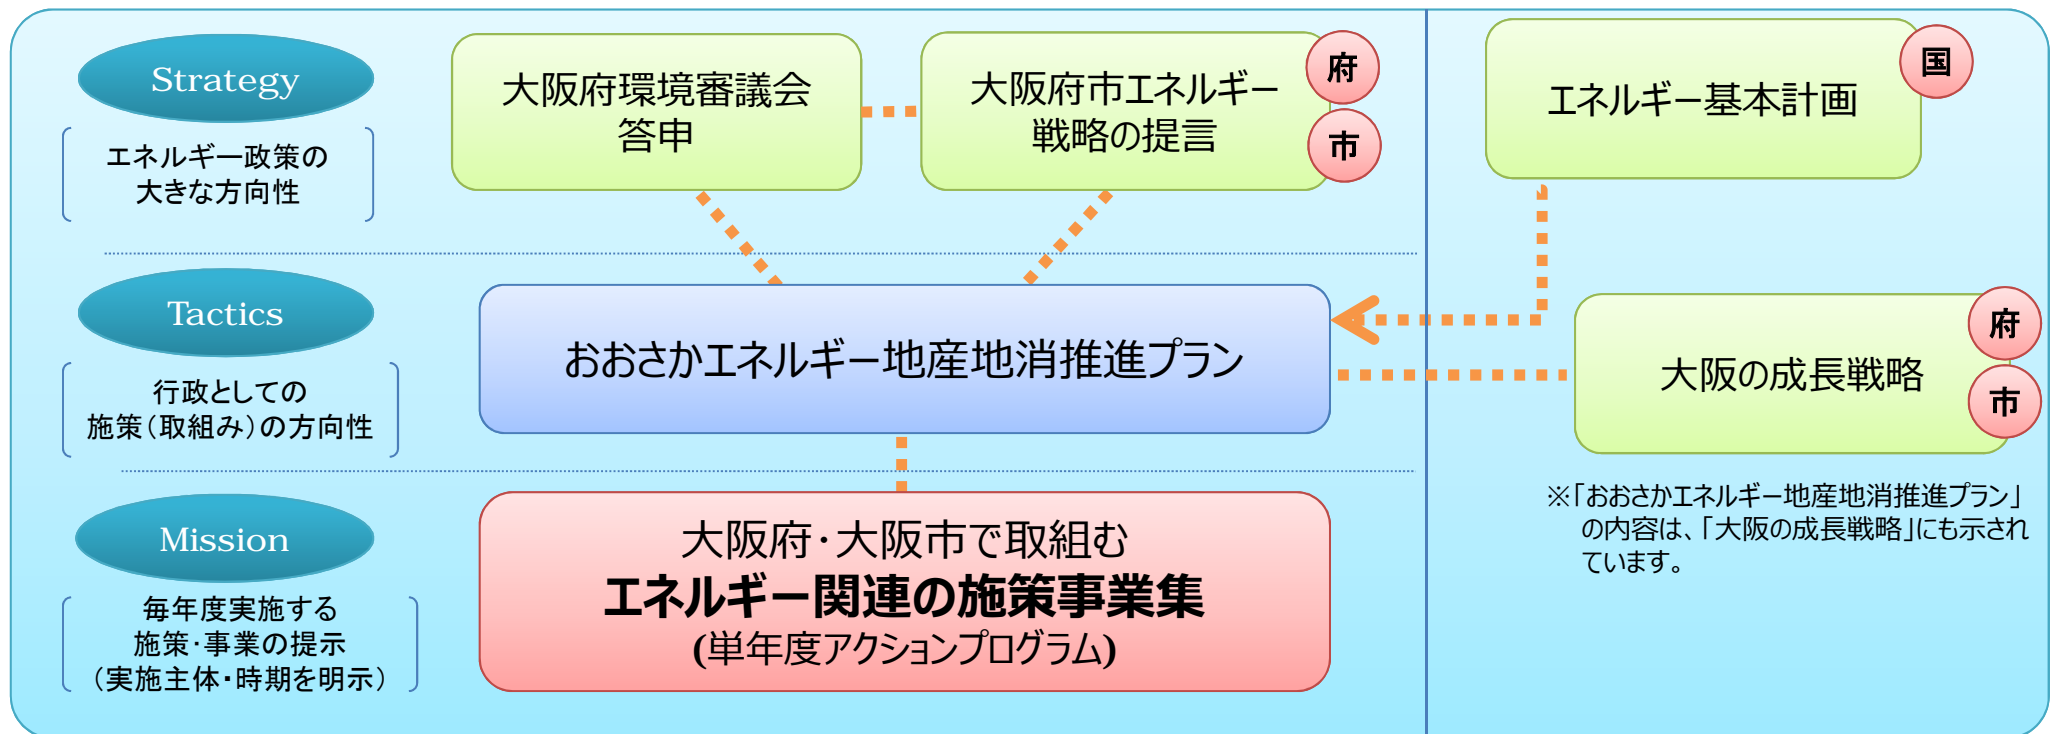 Strategy
エネルギー政策の
大きな方向性
大阪府環境審議会
答申
大阪府市エネルギー
戦略の提言
府
市
エネルギー基本計画
国
Tactics
行政としての
施策（取組み）の方向性
おおさかエネルギー地産地消推進プラン
大阪の成長戦略
府
市
※「おおさかエネルギー地産地消推進プラン」
の内容は、「大阪の成長戦略」にも示され
ています。
Mission
毎年度実施する
施策・事業の提示
（実施主体・時期を明示）
大阪府・大阪市で取組む
エネルギー関連の施策事業集
(単年度アクションプログラム)